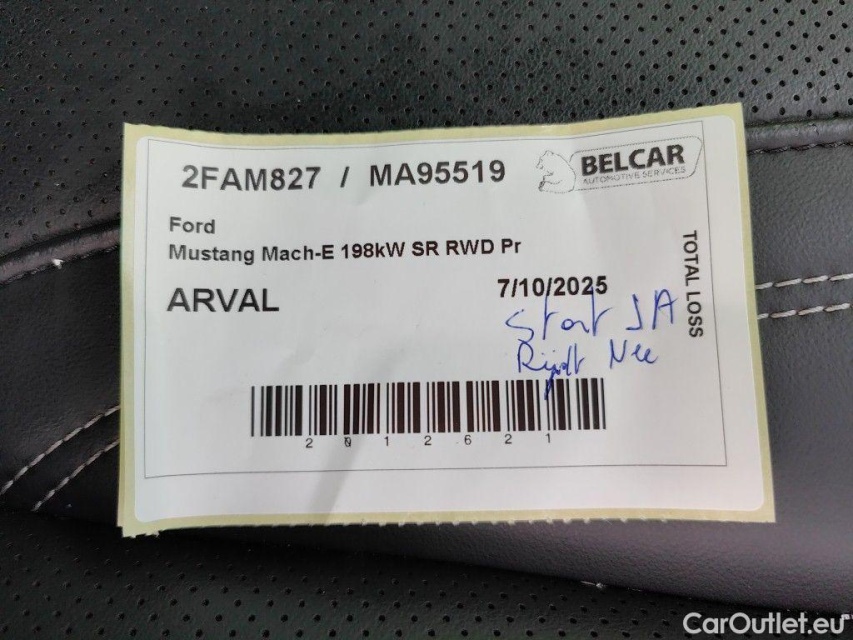 2FAM827 / MA95519
BELCAR
AUTOMOTIVE SERVICES
Ford
Mustang Mach-E 198kW SR RWD Pr
ARVAL
7/10/2025
TOTAL LOSS
Start JA
Rijdt Nee
2912621
CarOutlet.eu